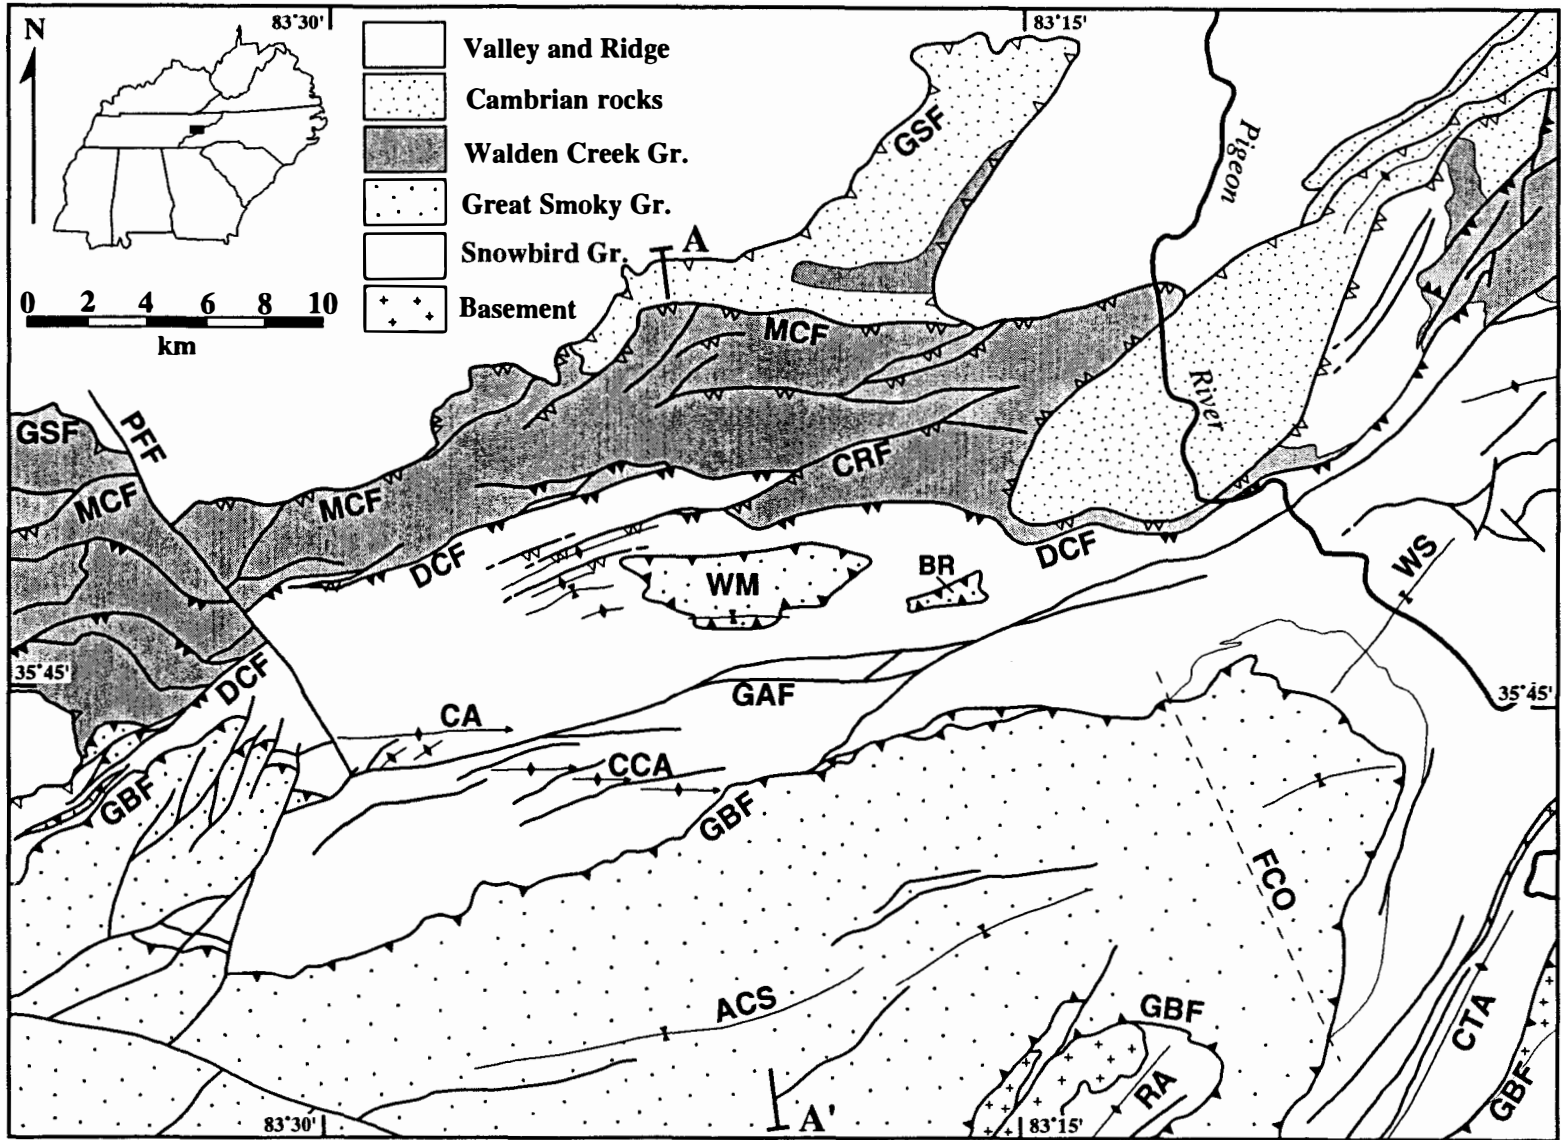 N
83°30'
83°15'
Valley and Ridge
Cambrian rocks
Walden Creek Gr.
Great Smoky Gr.
Snowbird Gr.
Basement
0 2 4 6 8 10
km
GSF
Pigeon
A
MCF
River
GSF
PFF
MCF
MCF
CRF
DCF
DCF
WM
BR
WS
35°45'
DCF
GAF
35°45'
CA
CCA
GBF
GBF
FCO
ACS
GBF
CTA
RA
GBF
A'
83°30'
83°15'